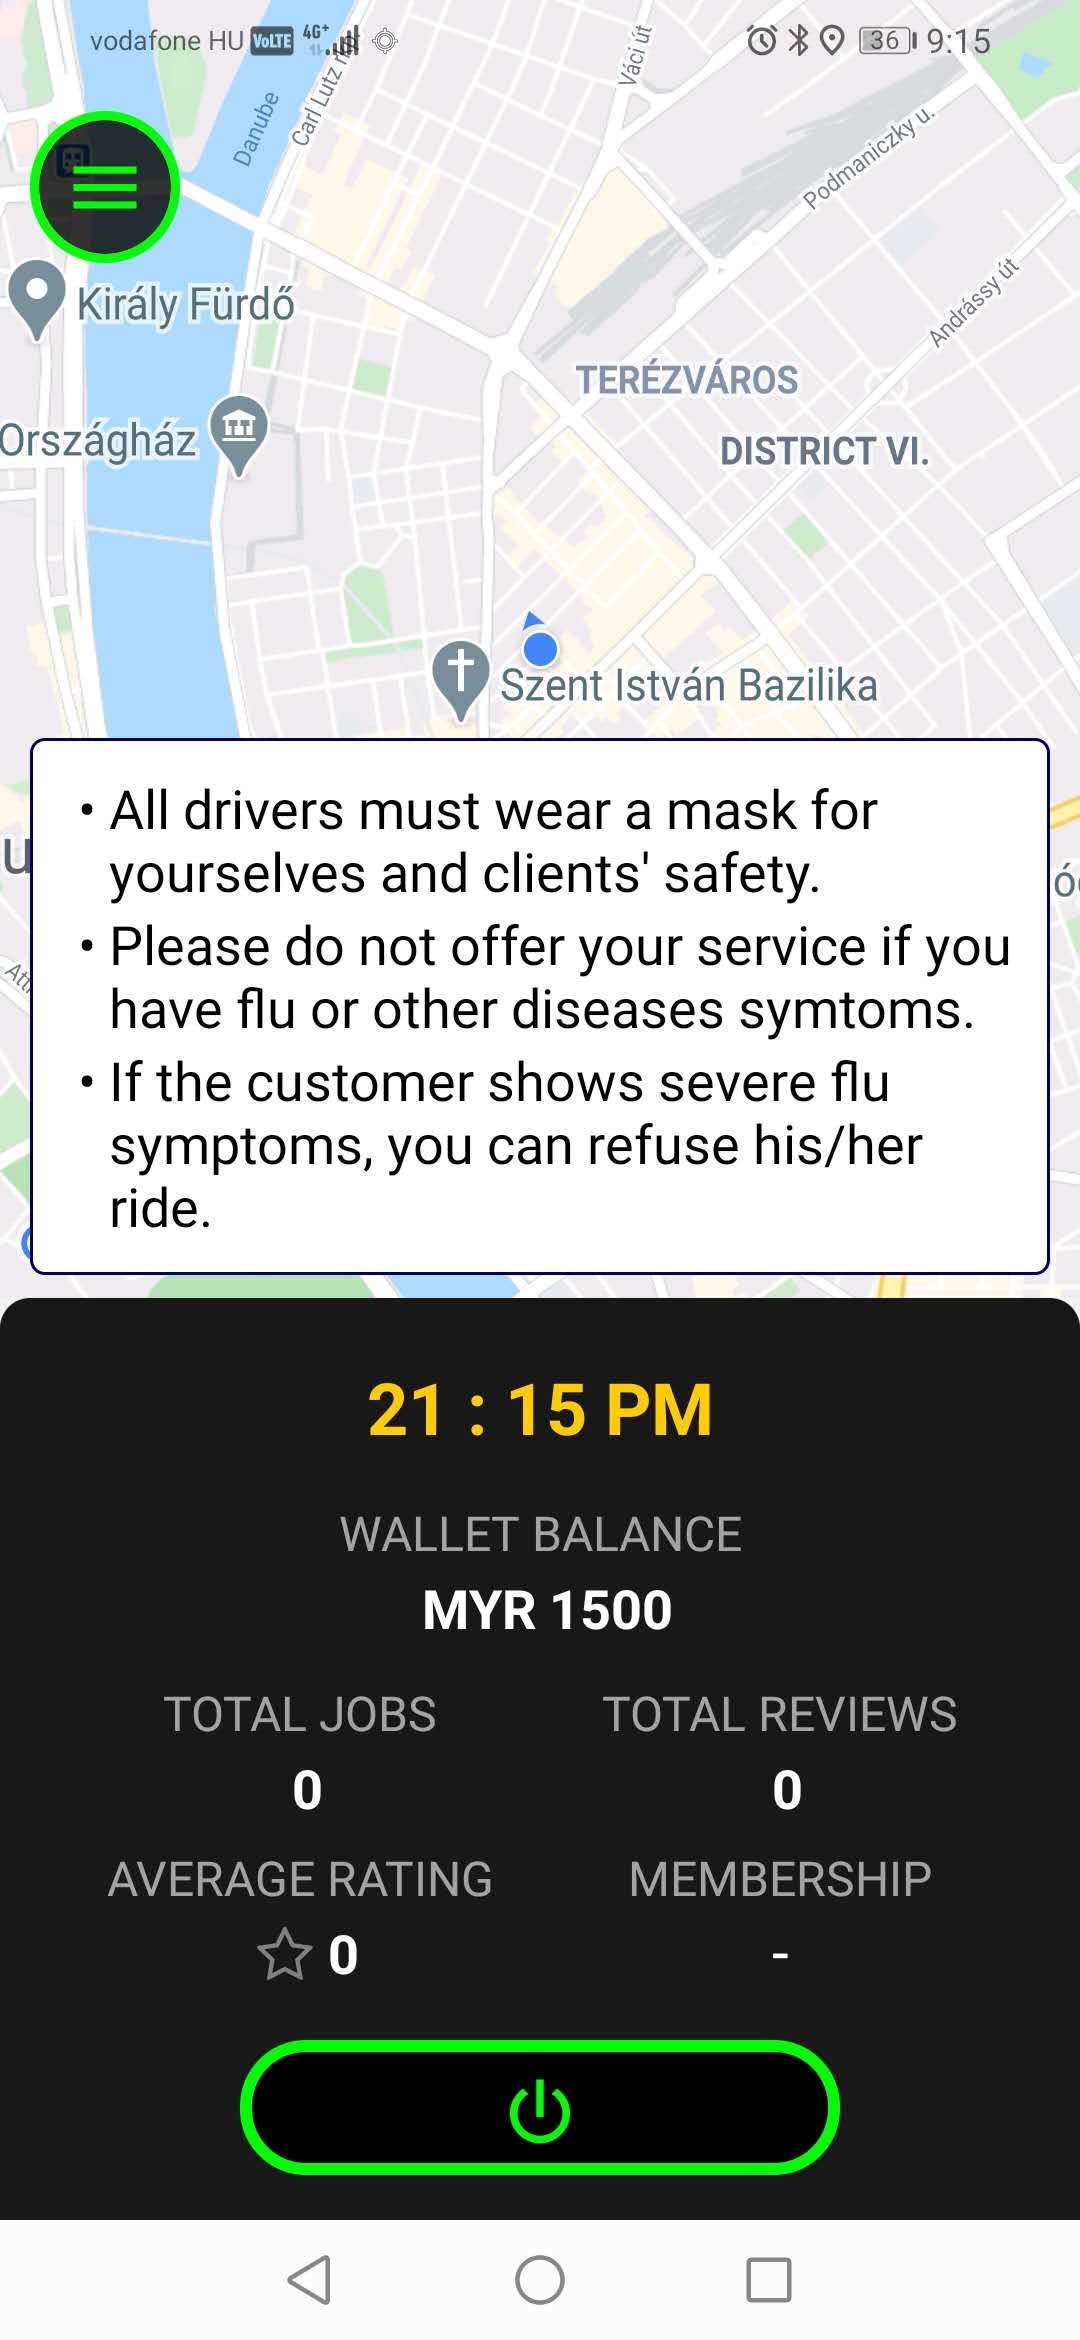 vodafone HU VoLTE 4G+ 36 9:15
Váci út
Danube
Carl Lutz
Podmaniczky u.
Andrássy út
Király Fürdő
TERÉZVÁROS
Országház
DISTRICT VI.
Szent István Bazilika
• All drivers must wear a mask for
yourselves and clients' safety.
• Please do not offer your service if you
have flu or other diseases symtoms.
• If the customer shows severe flu
symptoms, you can refuse his/her
ride.
21 : 15 PM
WALLET BALANCE
MYR 1500
TOTAL JOBS TOTAL REVIEWS
0 0
AVERAGE RATING MEMBERSHIP
0 -